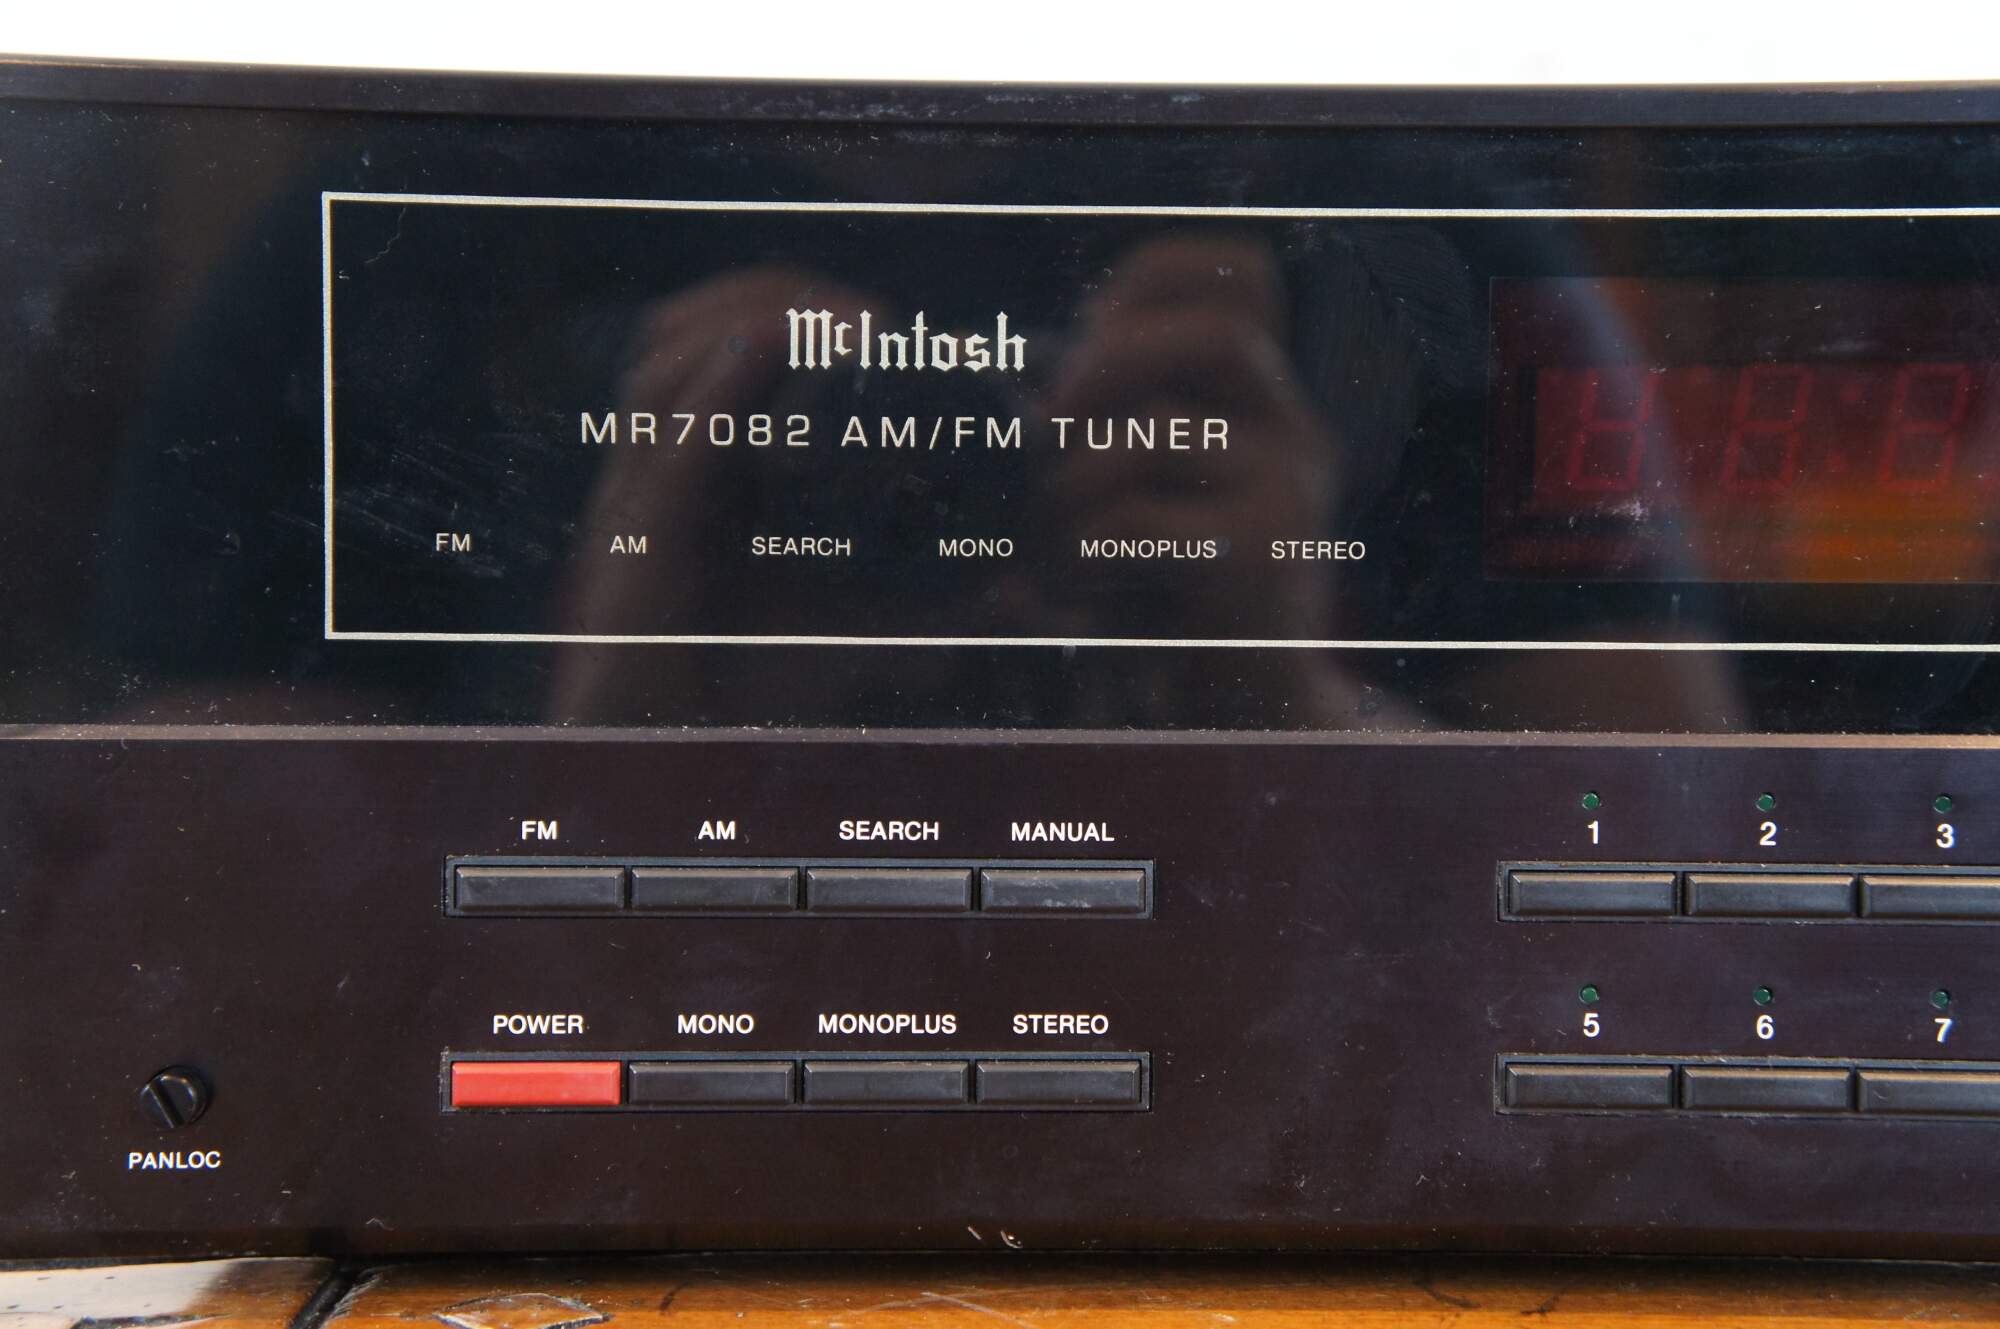 McIntosh
MR7082 AM/FM TUNER
FM AM SEARCH MONO MONOPLUS STEREO
FM AM SEARCH MANUAL
1 2 3
POWER MONO MONOPLUS STEREO
5 6 7
PANLOC